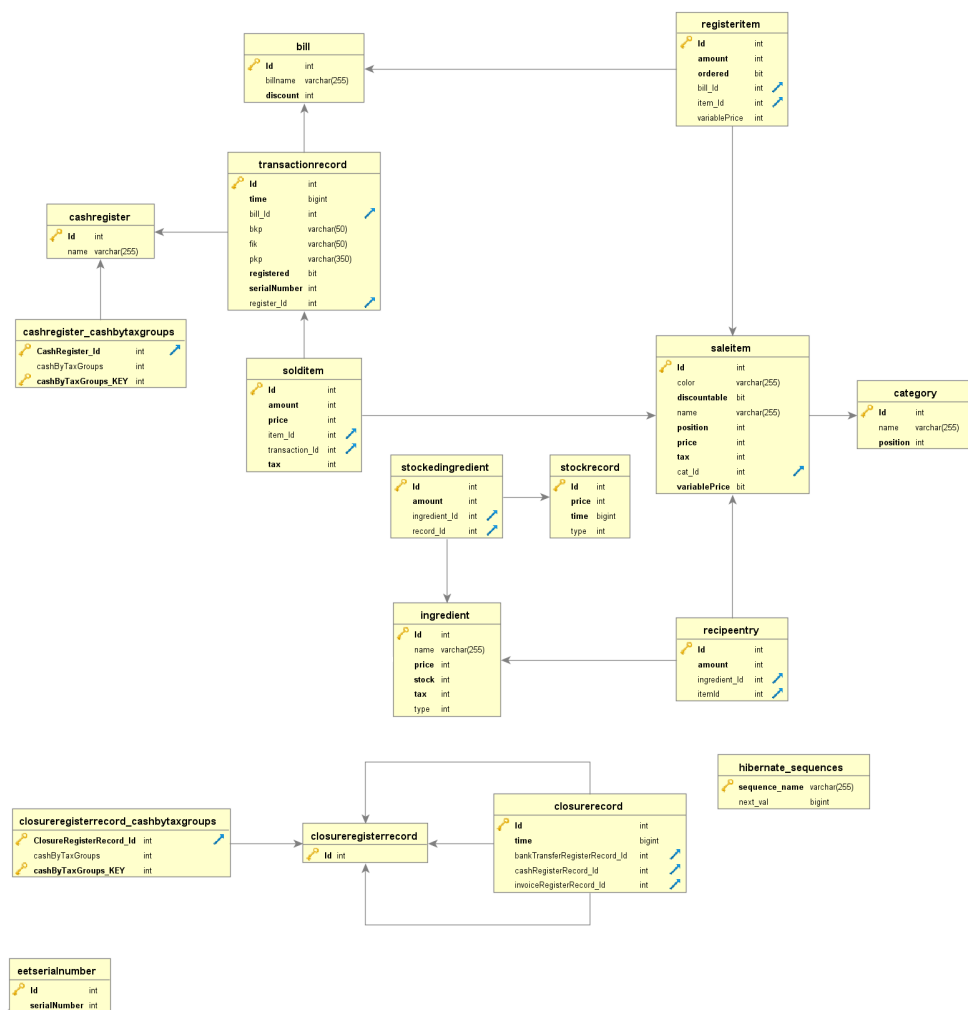 registeritem
Id int
amount int
ordered bit
bill_Id int
item_Id int
variablePrice int
bill
Id int
billname varchar(255)
discount int
transactionrecord
Id int
time bigint
bill_Id int
bkp varchar(50)
fik varchar(50)
pkp varchar(350)
registered bit
serialNumber int
register_Id int
cashregister
Id int
name varchar(255)
cashregister_cashbytaxgroups
CashRegister_Id int
cashByTaxGroups int
cashByTaxGroups_KEY int
solditem
Id int
amount int
price int
item_Id int
transaction_Id int
tax int
saleitem
Id int
color varchar(255)
discountable bit
name varchar(255)
position int
price int
tax int
cat_Id int
variablePrice bit
category
Id int
name varchar(255)
position int
stockedingredient
Id int
amount int
ingredient_Id int
record_Id int
stockrecord
Id int
price int
time bigint
type int
ingredient
Id int
name varchar(255)
price int
stock int
tax int
type int
recipeentry
Id int
amount int
ingredient_Id int
itemId int
hibernate_sequences
sequence_name varchar(255)
next_val bigint
closurerecord
Id int
time bigint
bankTransferRegisterRecord_Id int
cashRegisterRecord_Id int
invoiceRegisterRecord_Id int
closureregisterrecord
Id int
closureregisterrecord_cashbytaxgroups
ClosureRegisterRecord_Id int
cashByTaxGroups int
cashByTaxGroups_KEY int
eetserialnumber
Id int
serialNumber int